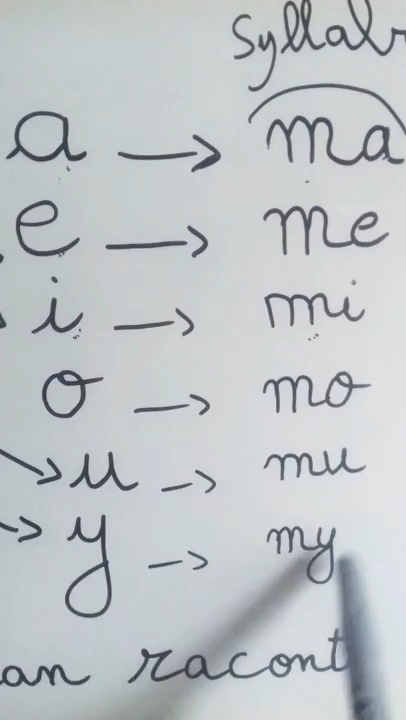 Syllab
a → ma
e → me
i → mi
o → mo
u → mu
y → my
an racont